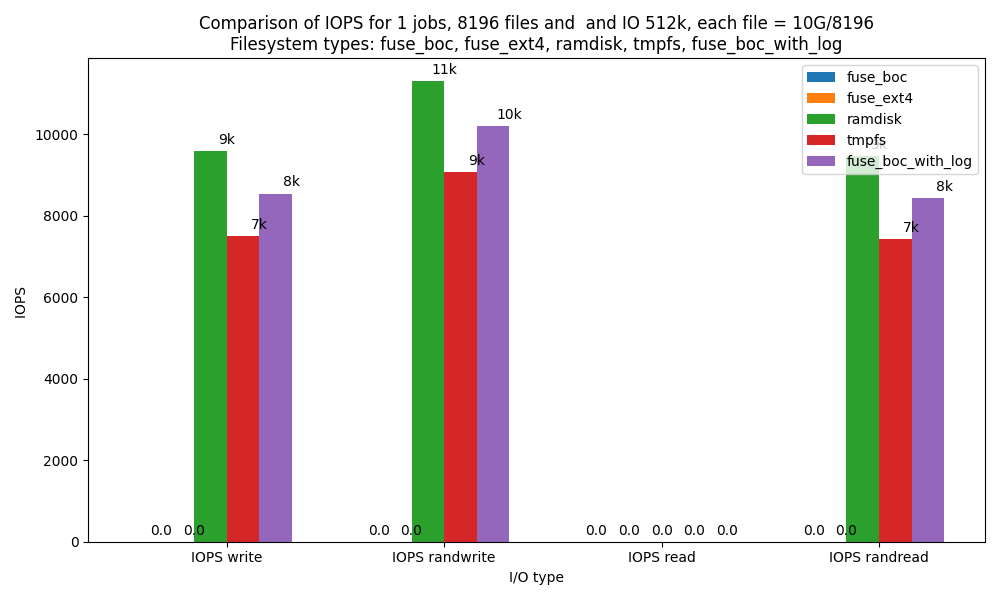 Comparison of IOPS for 1 jobs, 8196 files and  and IO 512k, each file = 10G/8196
Filesystem types: fuse_boc, fuse_ext4, ramdisk, tmpfs, fuse_boc_with_log
fuse_boc
fuse_ext4
ramdisk
tmpfs
fuse_boc_with_log
IOPS
10000
8000
6000
4000
2000
0
0.0 0.0 9k 7k 8k
0.0 0.0 11k 9k 10k
0.0 0.0 0.0 0.0 0.0
0.0 0.0 7k 8k
IOPS write IOPS randwrite IOPS read IOPS randread
I/O type